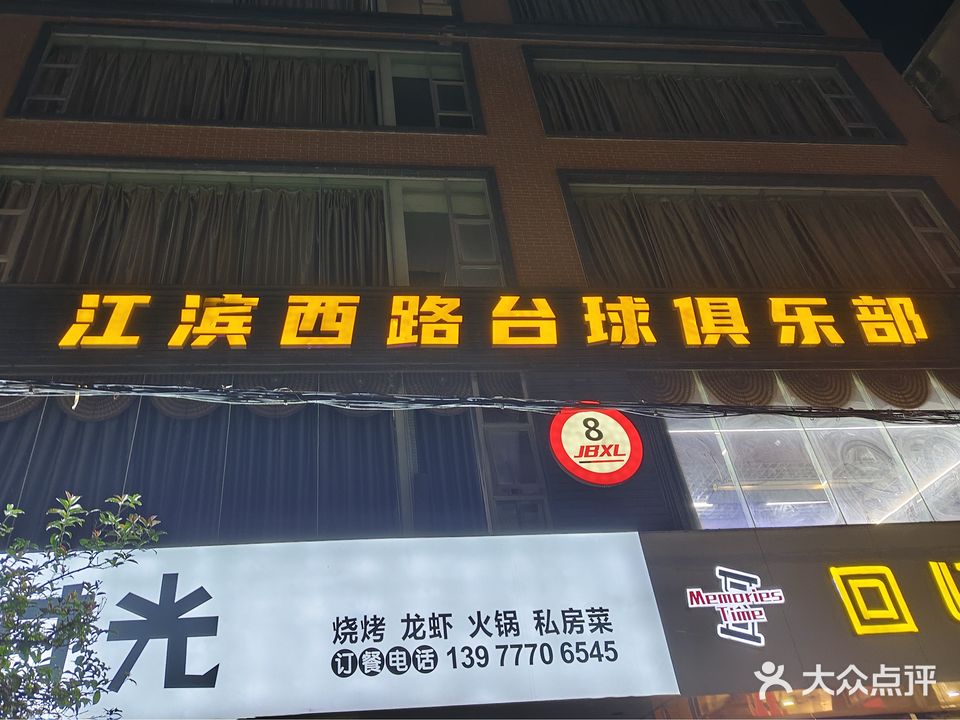 江滨西路台球俱乐部
8
JBXL
光
烧烤 龙虾 火锅 私房菜
订餐电话 139 7770 6545
Memories
Time
回
大众点评